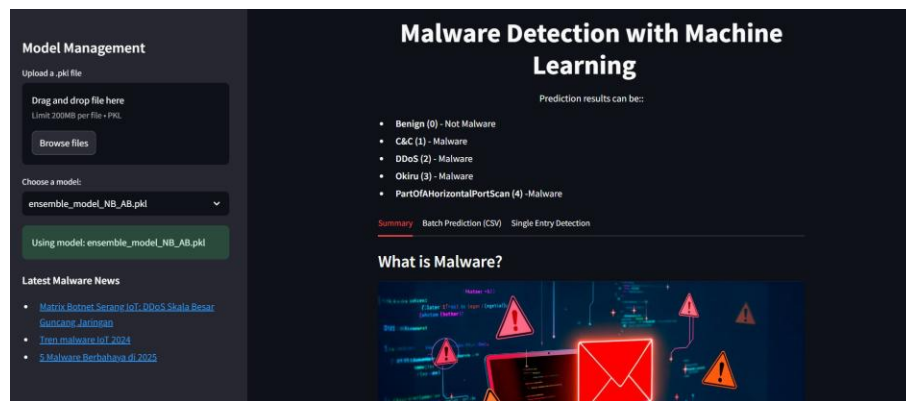 Model Management
Upload a .pkl file
Drag and drop file here
Limit 200MB per file • PKL
Browse files
Choose a model:
ensemble_model_NB_AB.pkl
Using model: ensemble_model_NB_AB.pkl
Latest Malware News
Matrix Botnet Serang IoT: DDoS Skala Besar
Guncang Jaringan
Tren malware IoT 2024
5 Malware Berbahaya di 2025
Malware Detection with Machine
Learning
Prediction results can be::
Benign (0) - Not Malware
C&C (1) - Malware
DDoS (2) - Malware
Okiru (3) - Malware
PartOfAHorizontalPortScan (4) -Malware
Summary Batch Prediction (CSV) Single Entry Detection
What is Malware?